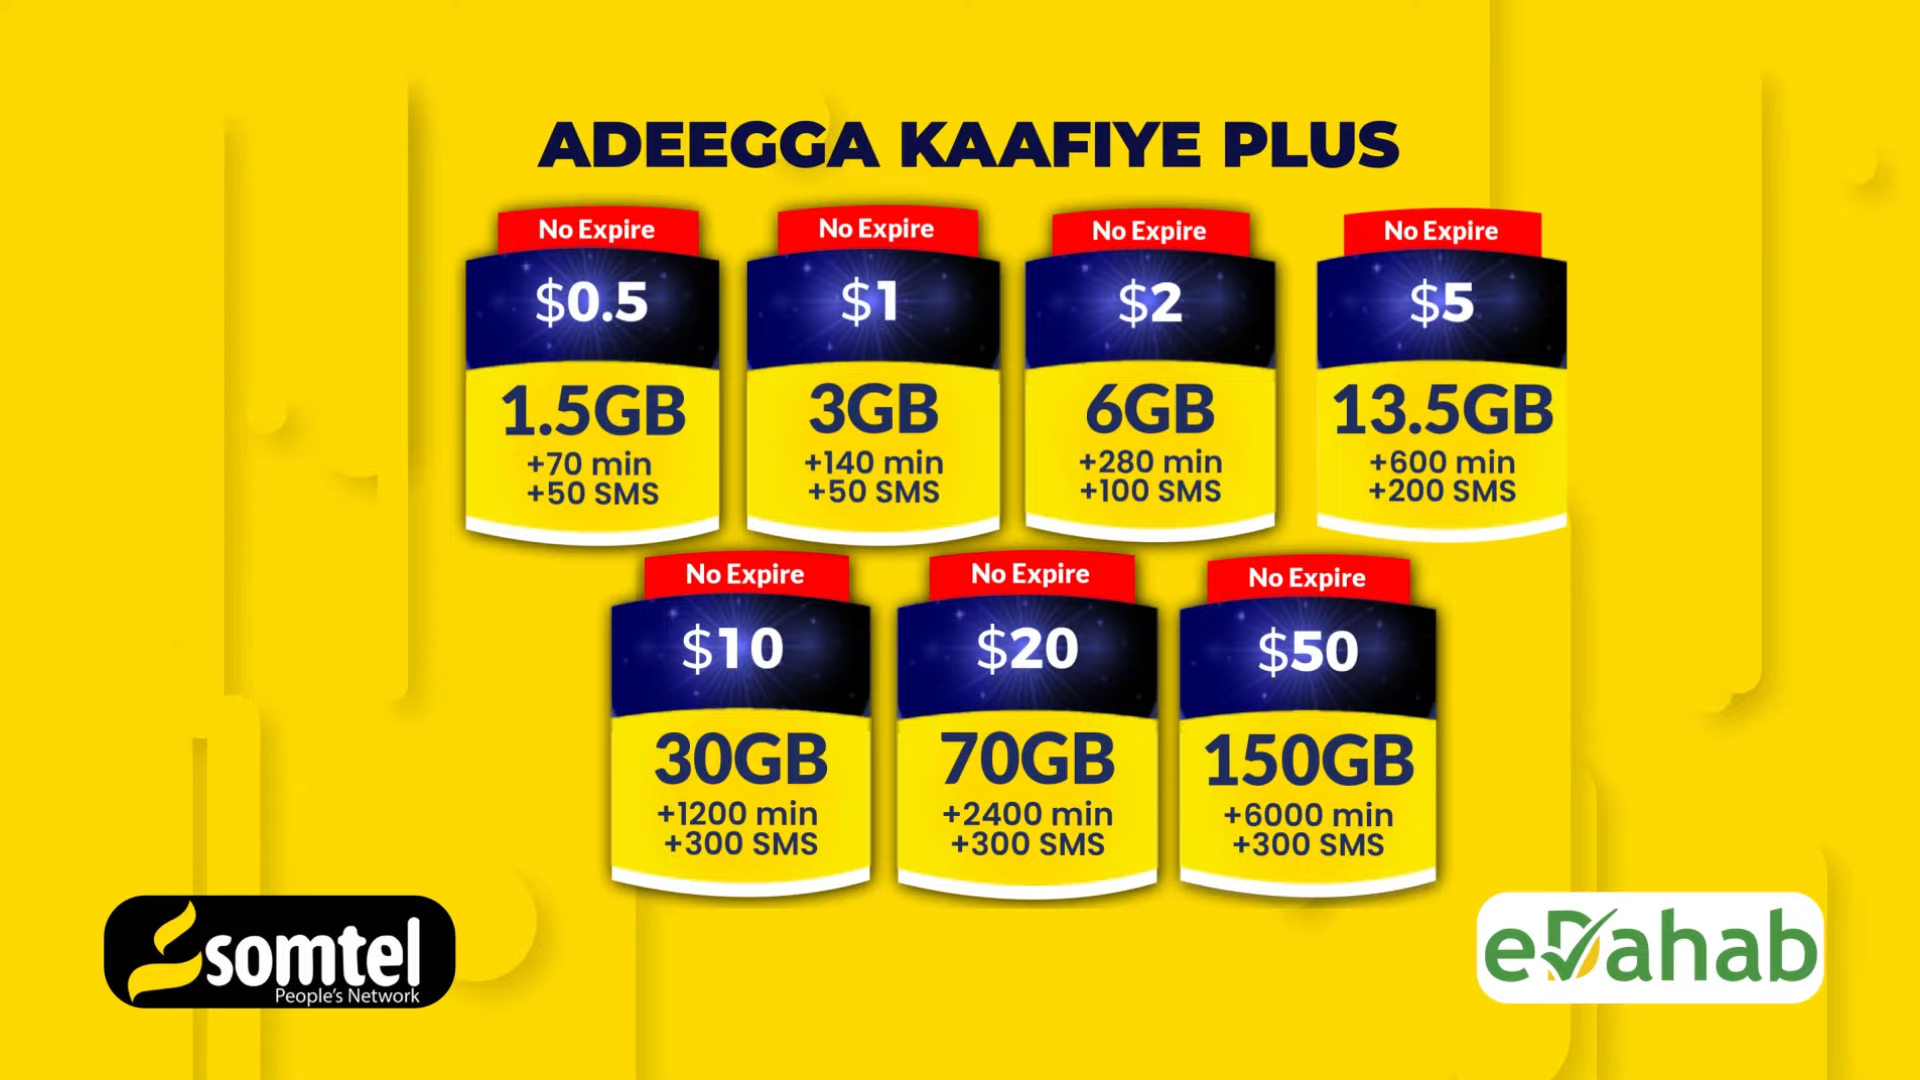 ADEEGGA KAAFIYE PLUS
No Expire
$0.5
1.5GB
+70 min
+50 SMS
No Expire
$1
3GB
+140 min
+50 SMS
No Expire
$2
6GB
+280 min
+100 SMS
No Expire
$5
13.5GB
+600 min
+200 SMS
No Expire
$10
30GB
+1200 min
+300 SMS
No Expire
$20
70GB
+2400 min
+300 SMS
No Expire
$50
150GB
+6000 min
+300 SMS
somtel
People's Network
eDahab